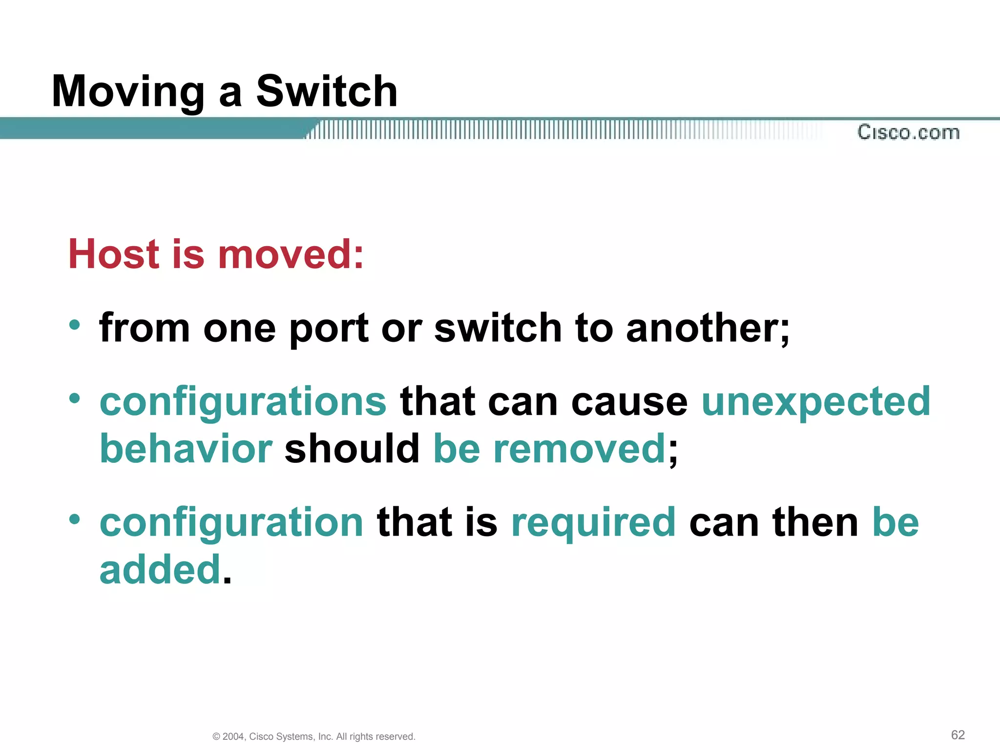 Moving a Switch
Cisco.com
Host is moved:
• from one port or switch to another;
• configurations that can cause unexpected
behavior should be removed;
• configuration that is required can then be
added.
© 2004, Cisco Systems, Inc. All rights reserved.
62